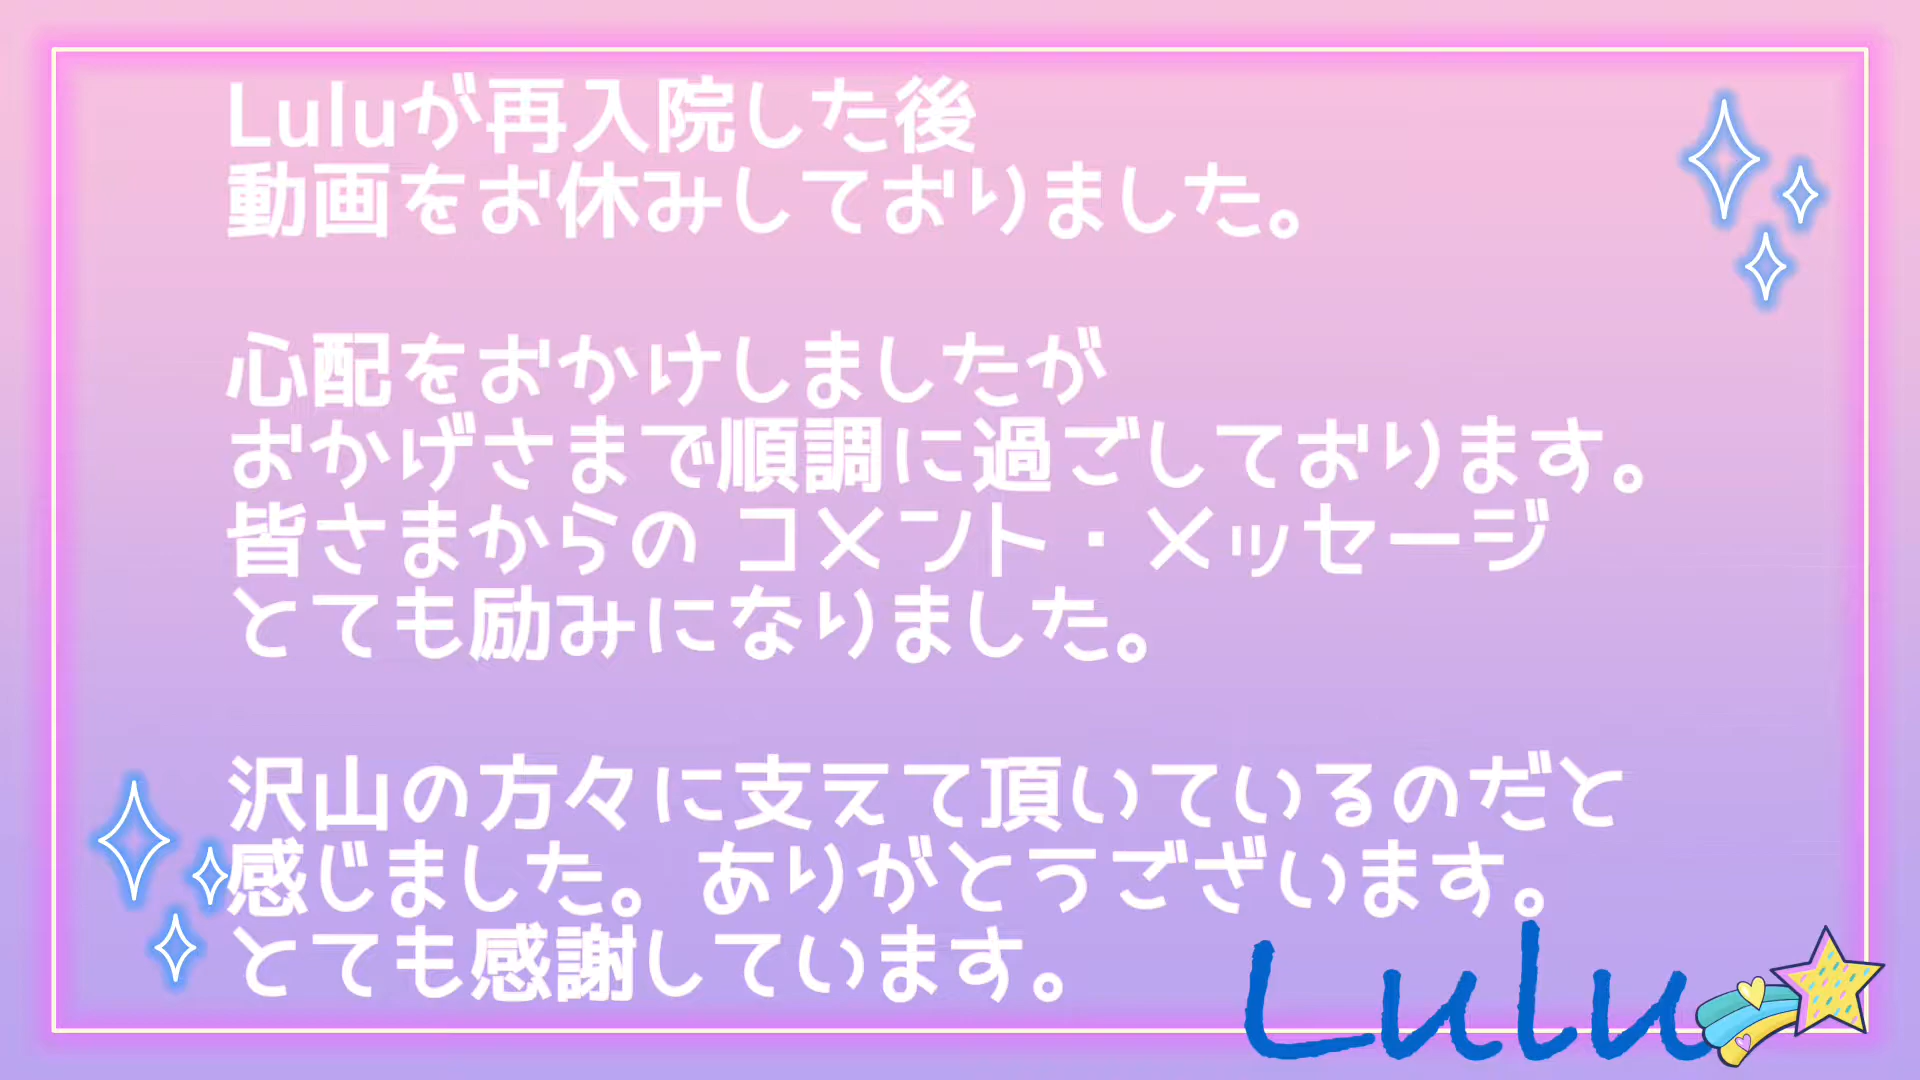 Luluが再入院した後
動画をお休みしておりました。
心配をおかけしましたが
おかげさまで順調に過ごしております。
皆さまからの コメント・メッセージ
とても励みになりました。
沢山の方々に支えて頂いているのだと
感じました。ありがとうございます。
とても感謝しています。
Lulu